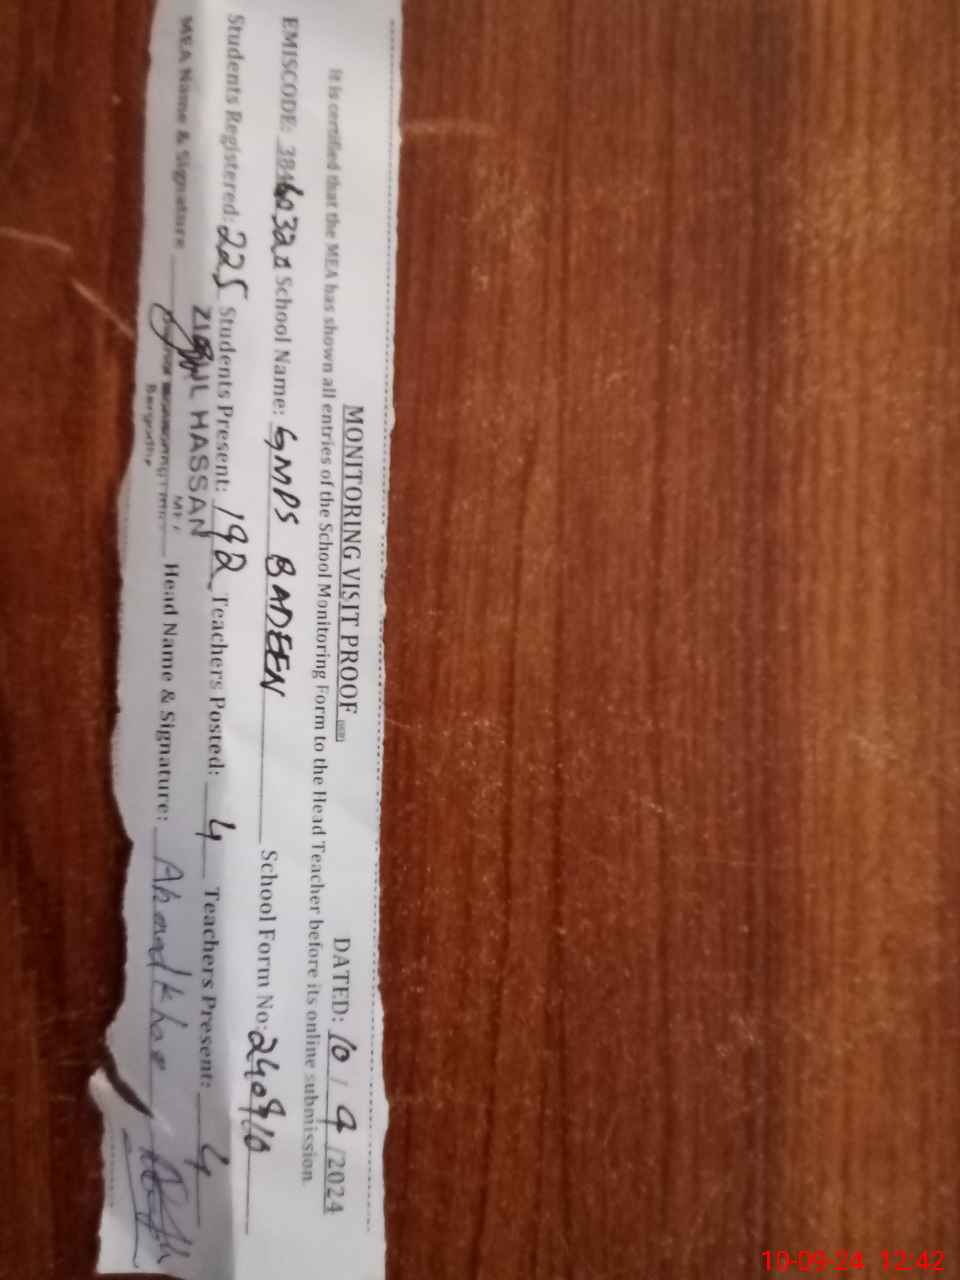 MONITORING VISIT PROOF DATED: 10 / 9 /2024
It is certified that the MEA has shown all entries of the School Monitoring Form to the Head Teacher before its online submission.
EMISCODE: School Name: GMPS BADEEN School Form No: 240910
Students Registered: 225 Students Present: 192 Teachers Posted: 4 Teachers Present: 4
HASSAN
MEA Name & Signature Head Name & Signature: Ahmad khan
10-09-24 12:42